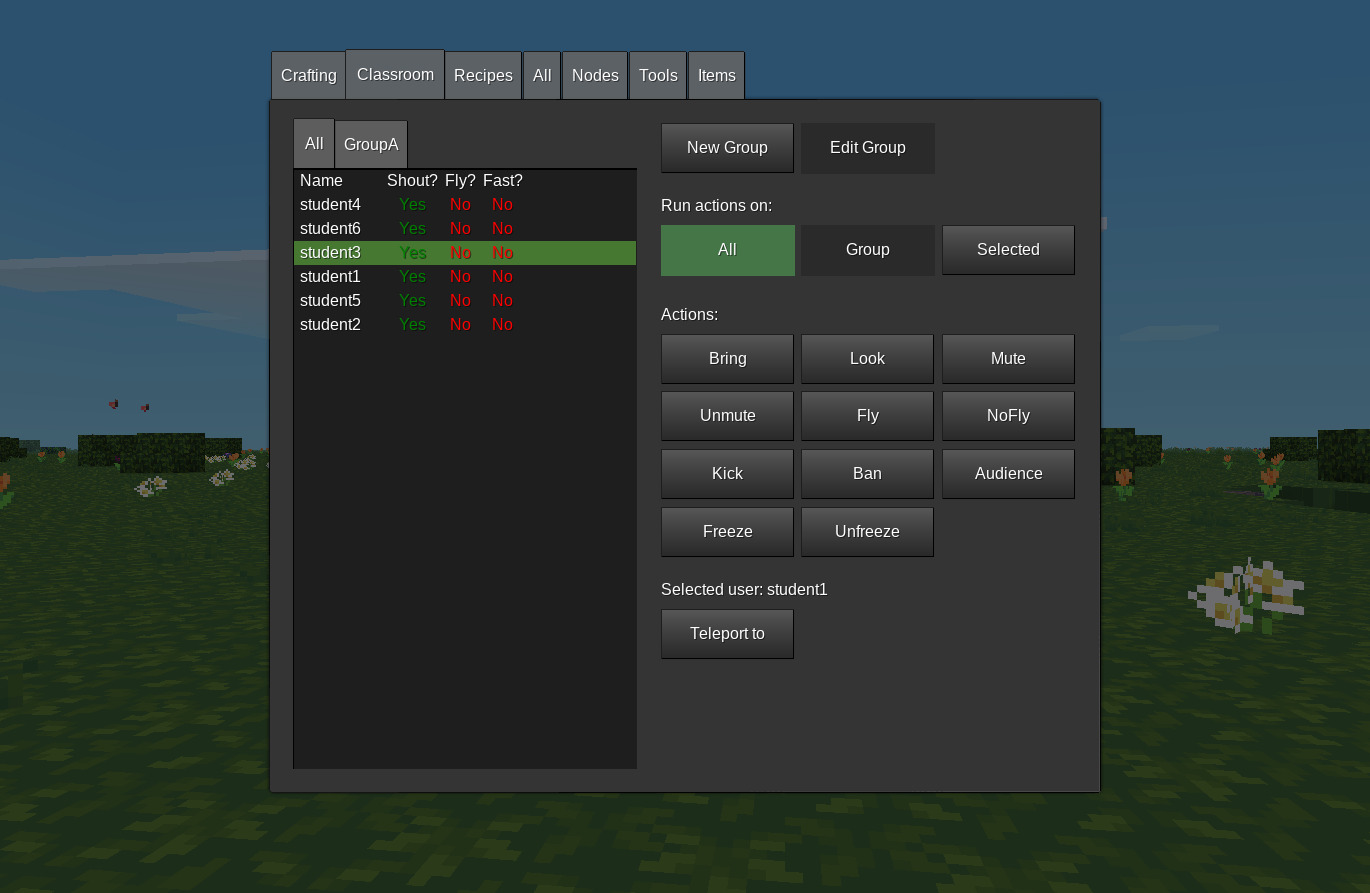 Crafting Classroom Recipes All Nodes Tools Items
All GroupA
Name Shout? Fly? Fast?
student4 Yes No No
student6 Yes No No
student3 Yes No No
student1 Yes No No
student5 Yes No No
student2 Yes No No
New Group Edit Group
Run actions on:
All Group Selected
Actions:
Bring Look Mute
Unmute Fly NoFly
Kick Ban Audience
Freeze Unfreeze
Selected user: student1
Teleport to